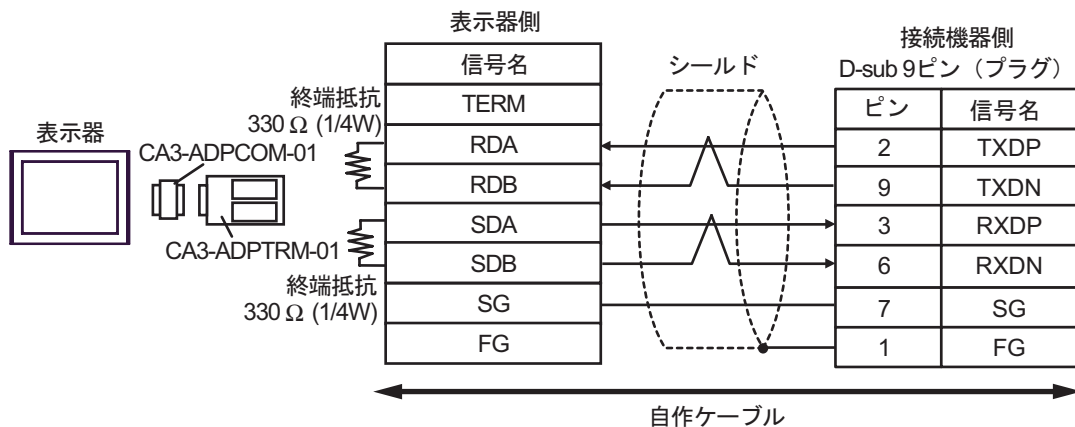 表示器
CA3-ADPCOM-01
CA3-ADPTRM-01
終端抵抗
330 Ω (1/4W)
終端抵抗
330 Ω (1/4W)
表示器側
信号名
TERM
RDA
RDB
SDA
SDB
SG
FG
シールド
接続機器側
D-sub 9ピン（プラグ）
ピン 信号名
2 TXDP
9 TXDN
3 RXDP
6 RXDN
7 SG
1 FG
自作ケーブル